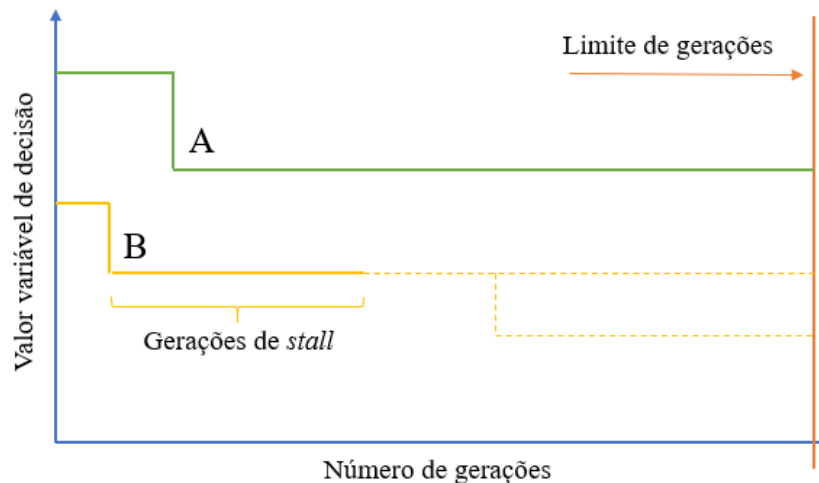 Limite de gerações
A
Valor variável de decisão
B
Gerações de stall
Número de gerações